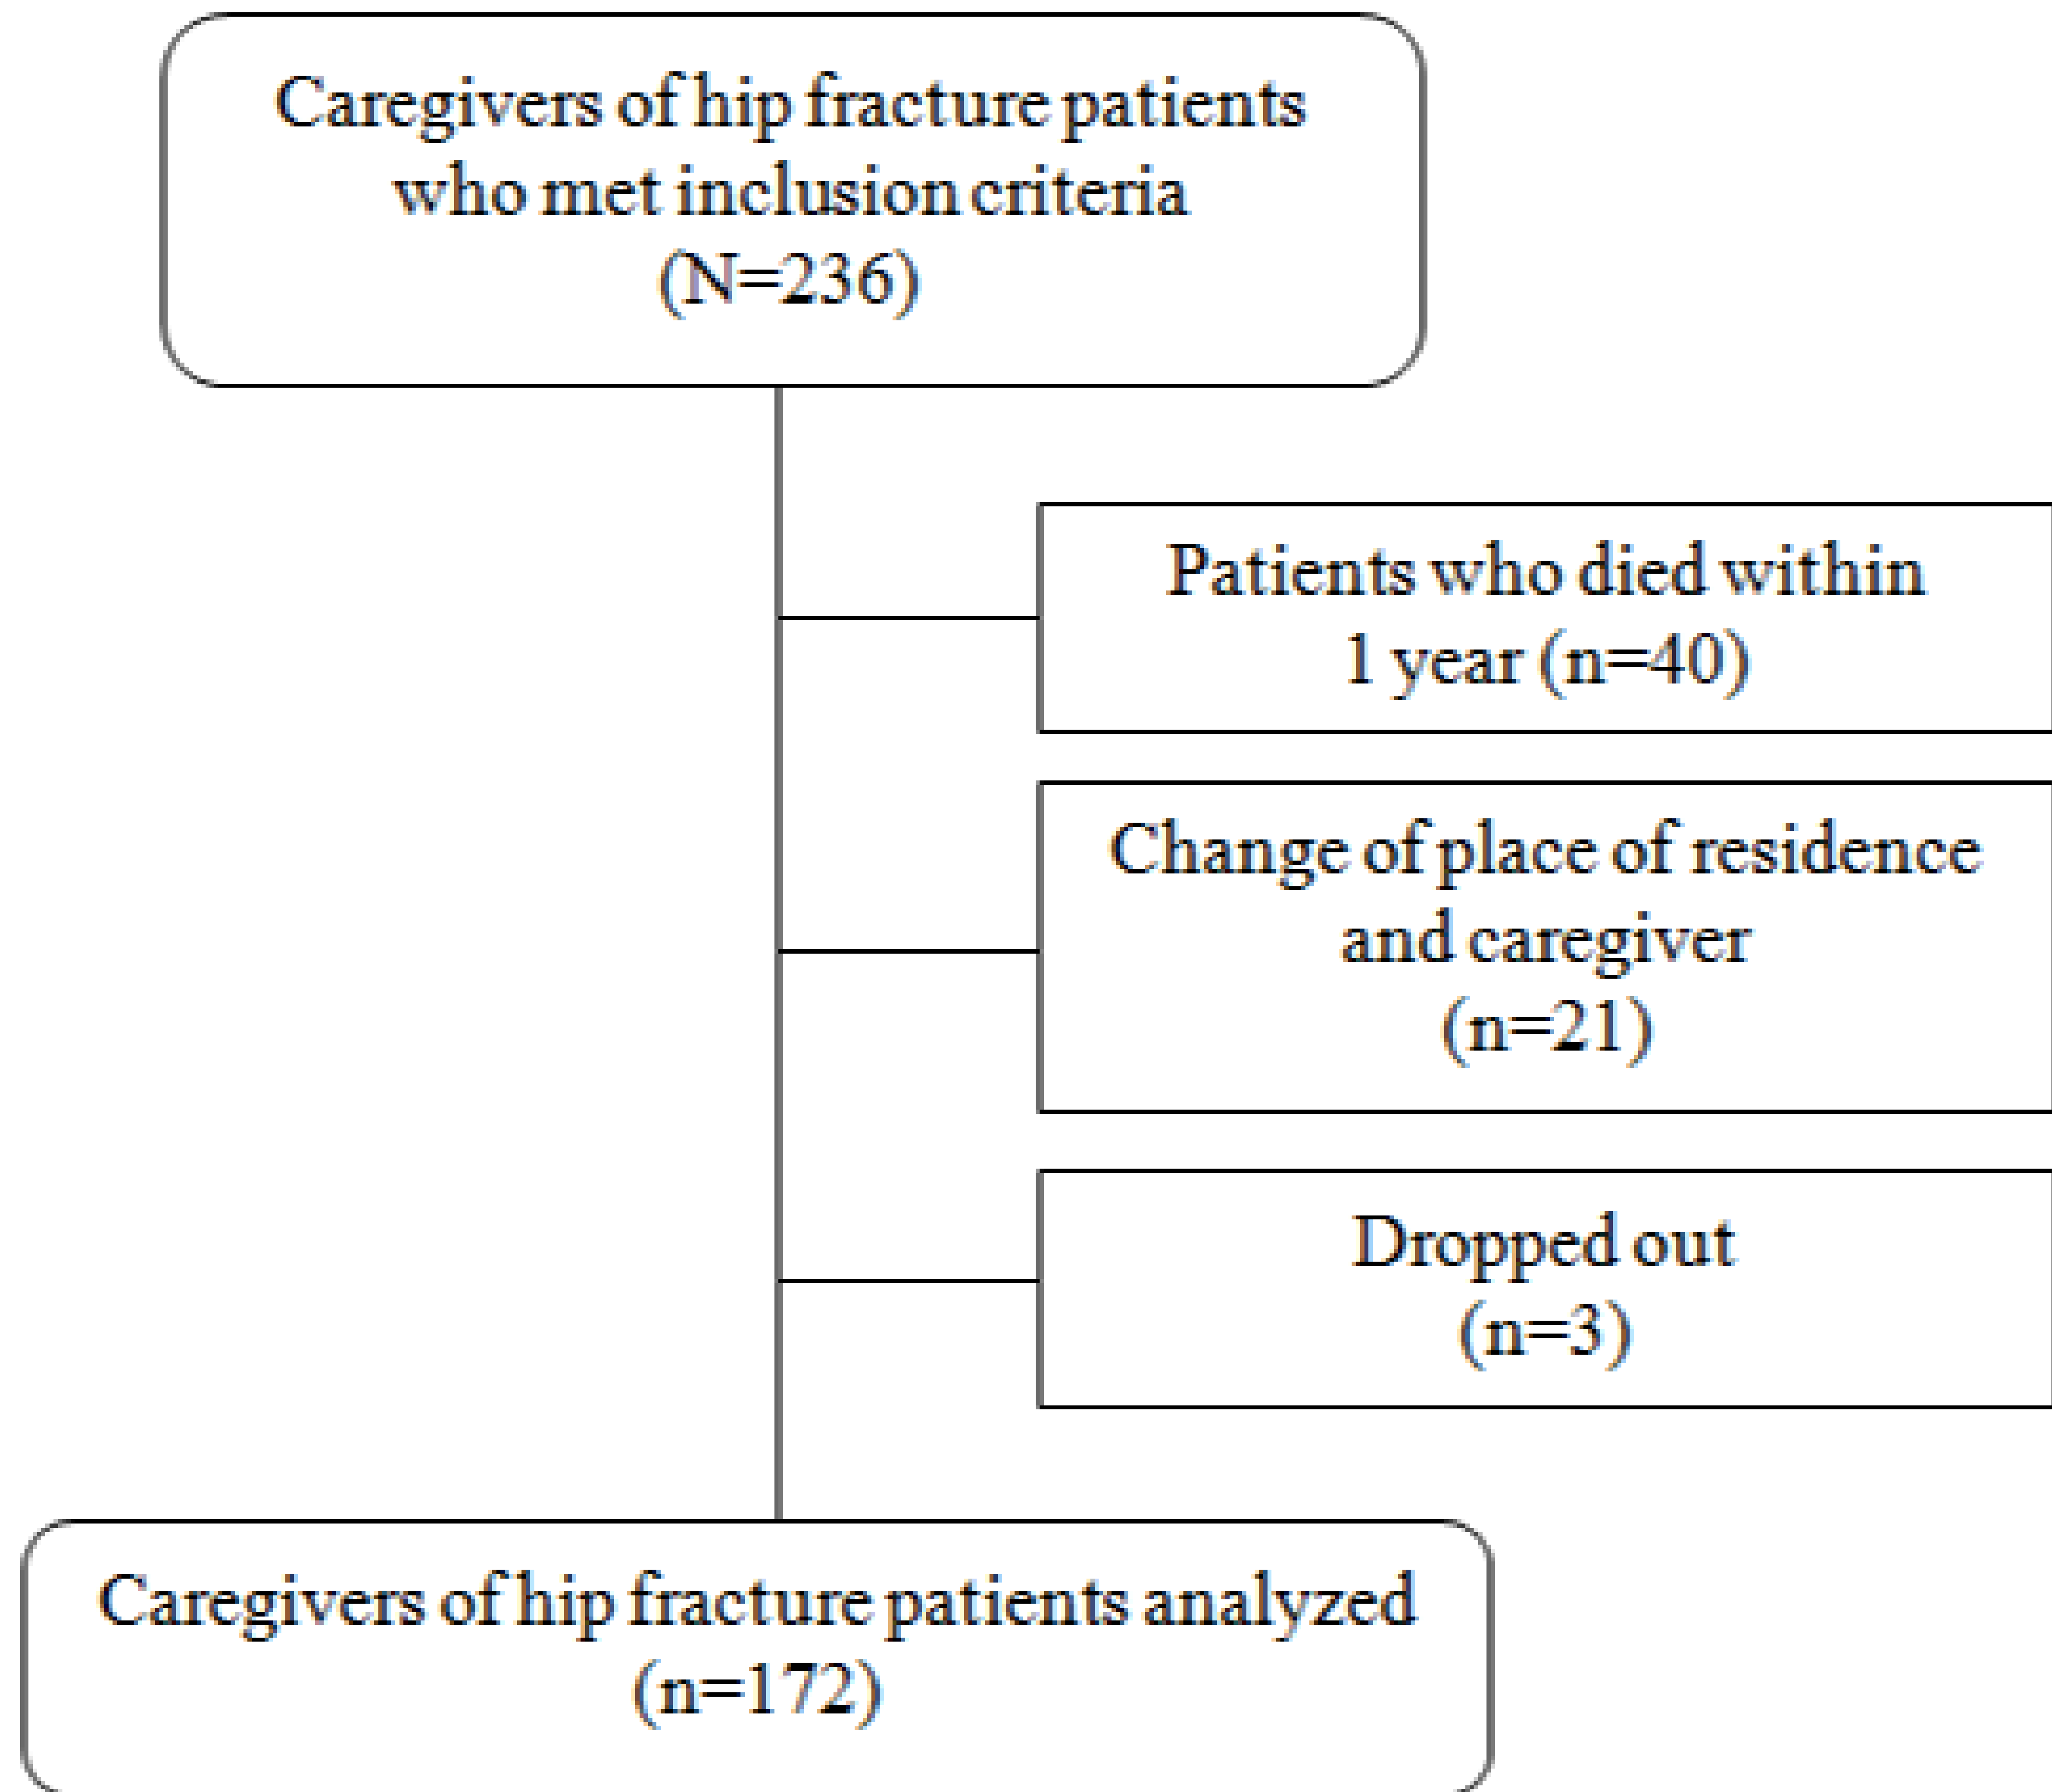 Caregivers of hip fracture patients
who met inclusion criteria
(N=236)
Patients who died within
1 year (n=40)
Change of place of residence
and caregiver
(n=21)
Dropped out
(n=3)
Caregivers of hip fracture patients analyzed
(n=172)